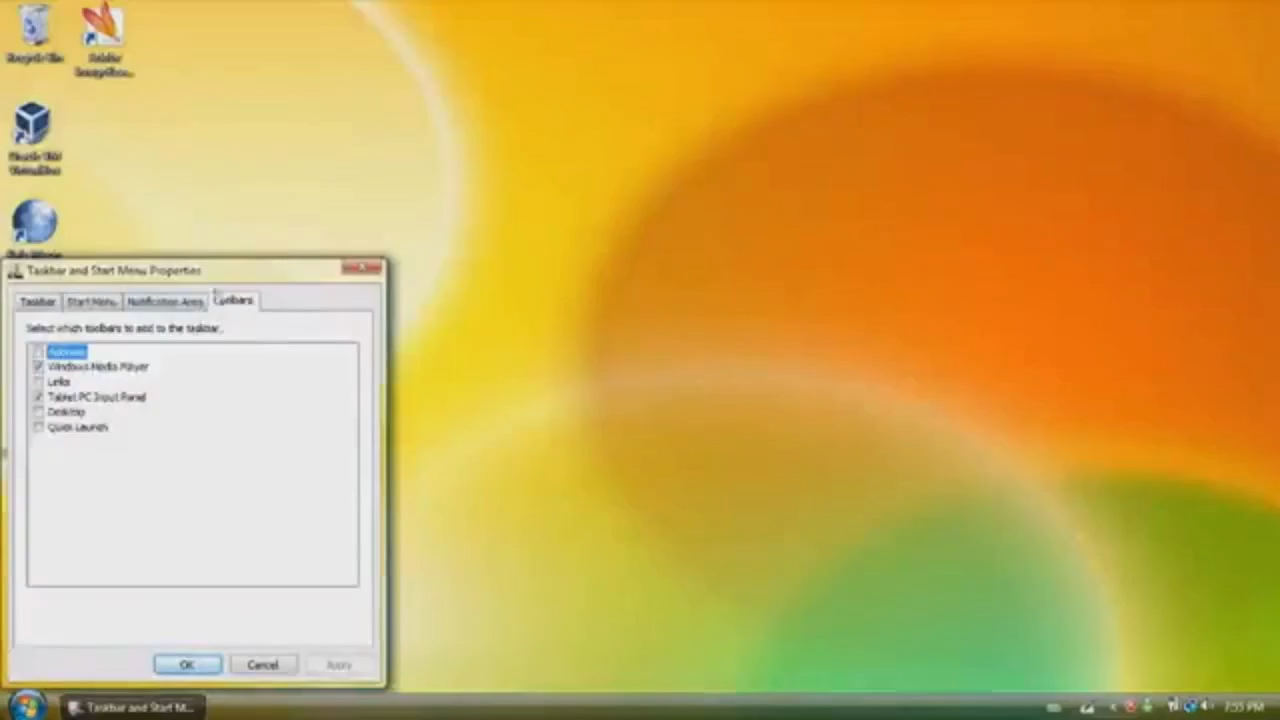 Recycle Bin
Oracle VM
VirtualBox
Taskbar and Start Menu Properties
Taskbar
Start Menu
Notification Area
Toolbars
Select which toolbars to add to the taskbar.
Address
Windows Media Player
Links
Tablet PC Input Panel
Desktop
Quick Launch
OK
Cancel
Apply
Taskbar and Start M...
7:55 PM